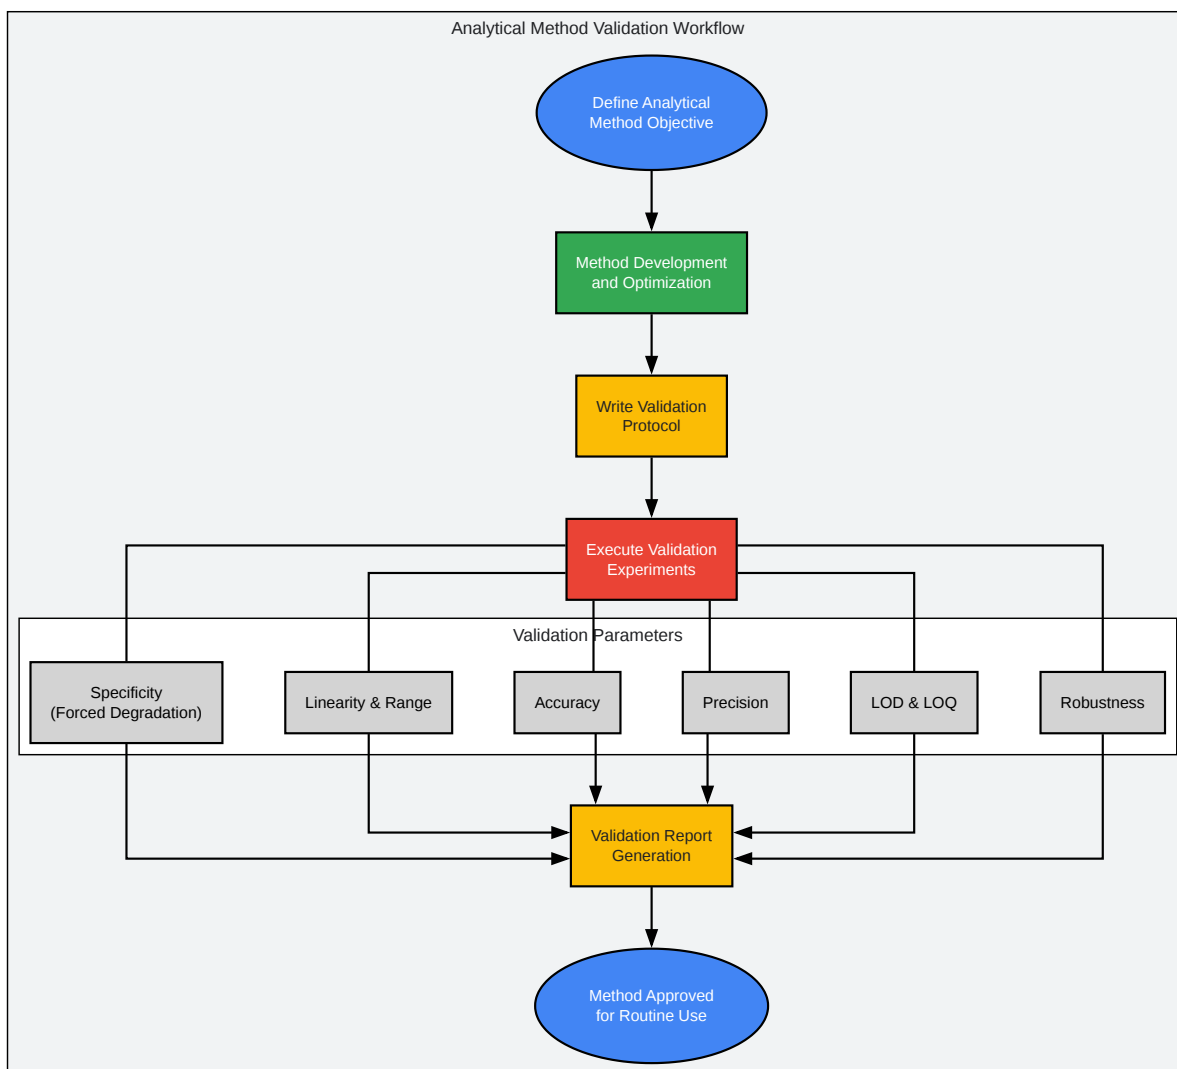 Analytical Method Validation Workflow
Define Analytical
Method Objective
Method Development
and Optimization
Write Validation
Protocol
Execute Validation
Experiments
Validation Parameters
Specificity
(Forced Degradation)
Linearity & Range
Accuracy
Precision
LOD & LOQ
Robustness
Validation Report
Generation
Method Approved
for Routine Use